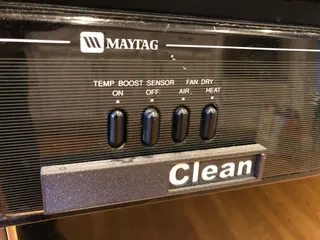 MAYTAG
TEMP BOOST SENSOR FAN DRY
ON OFF AIR HEAT
Clean